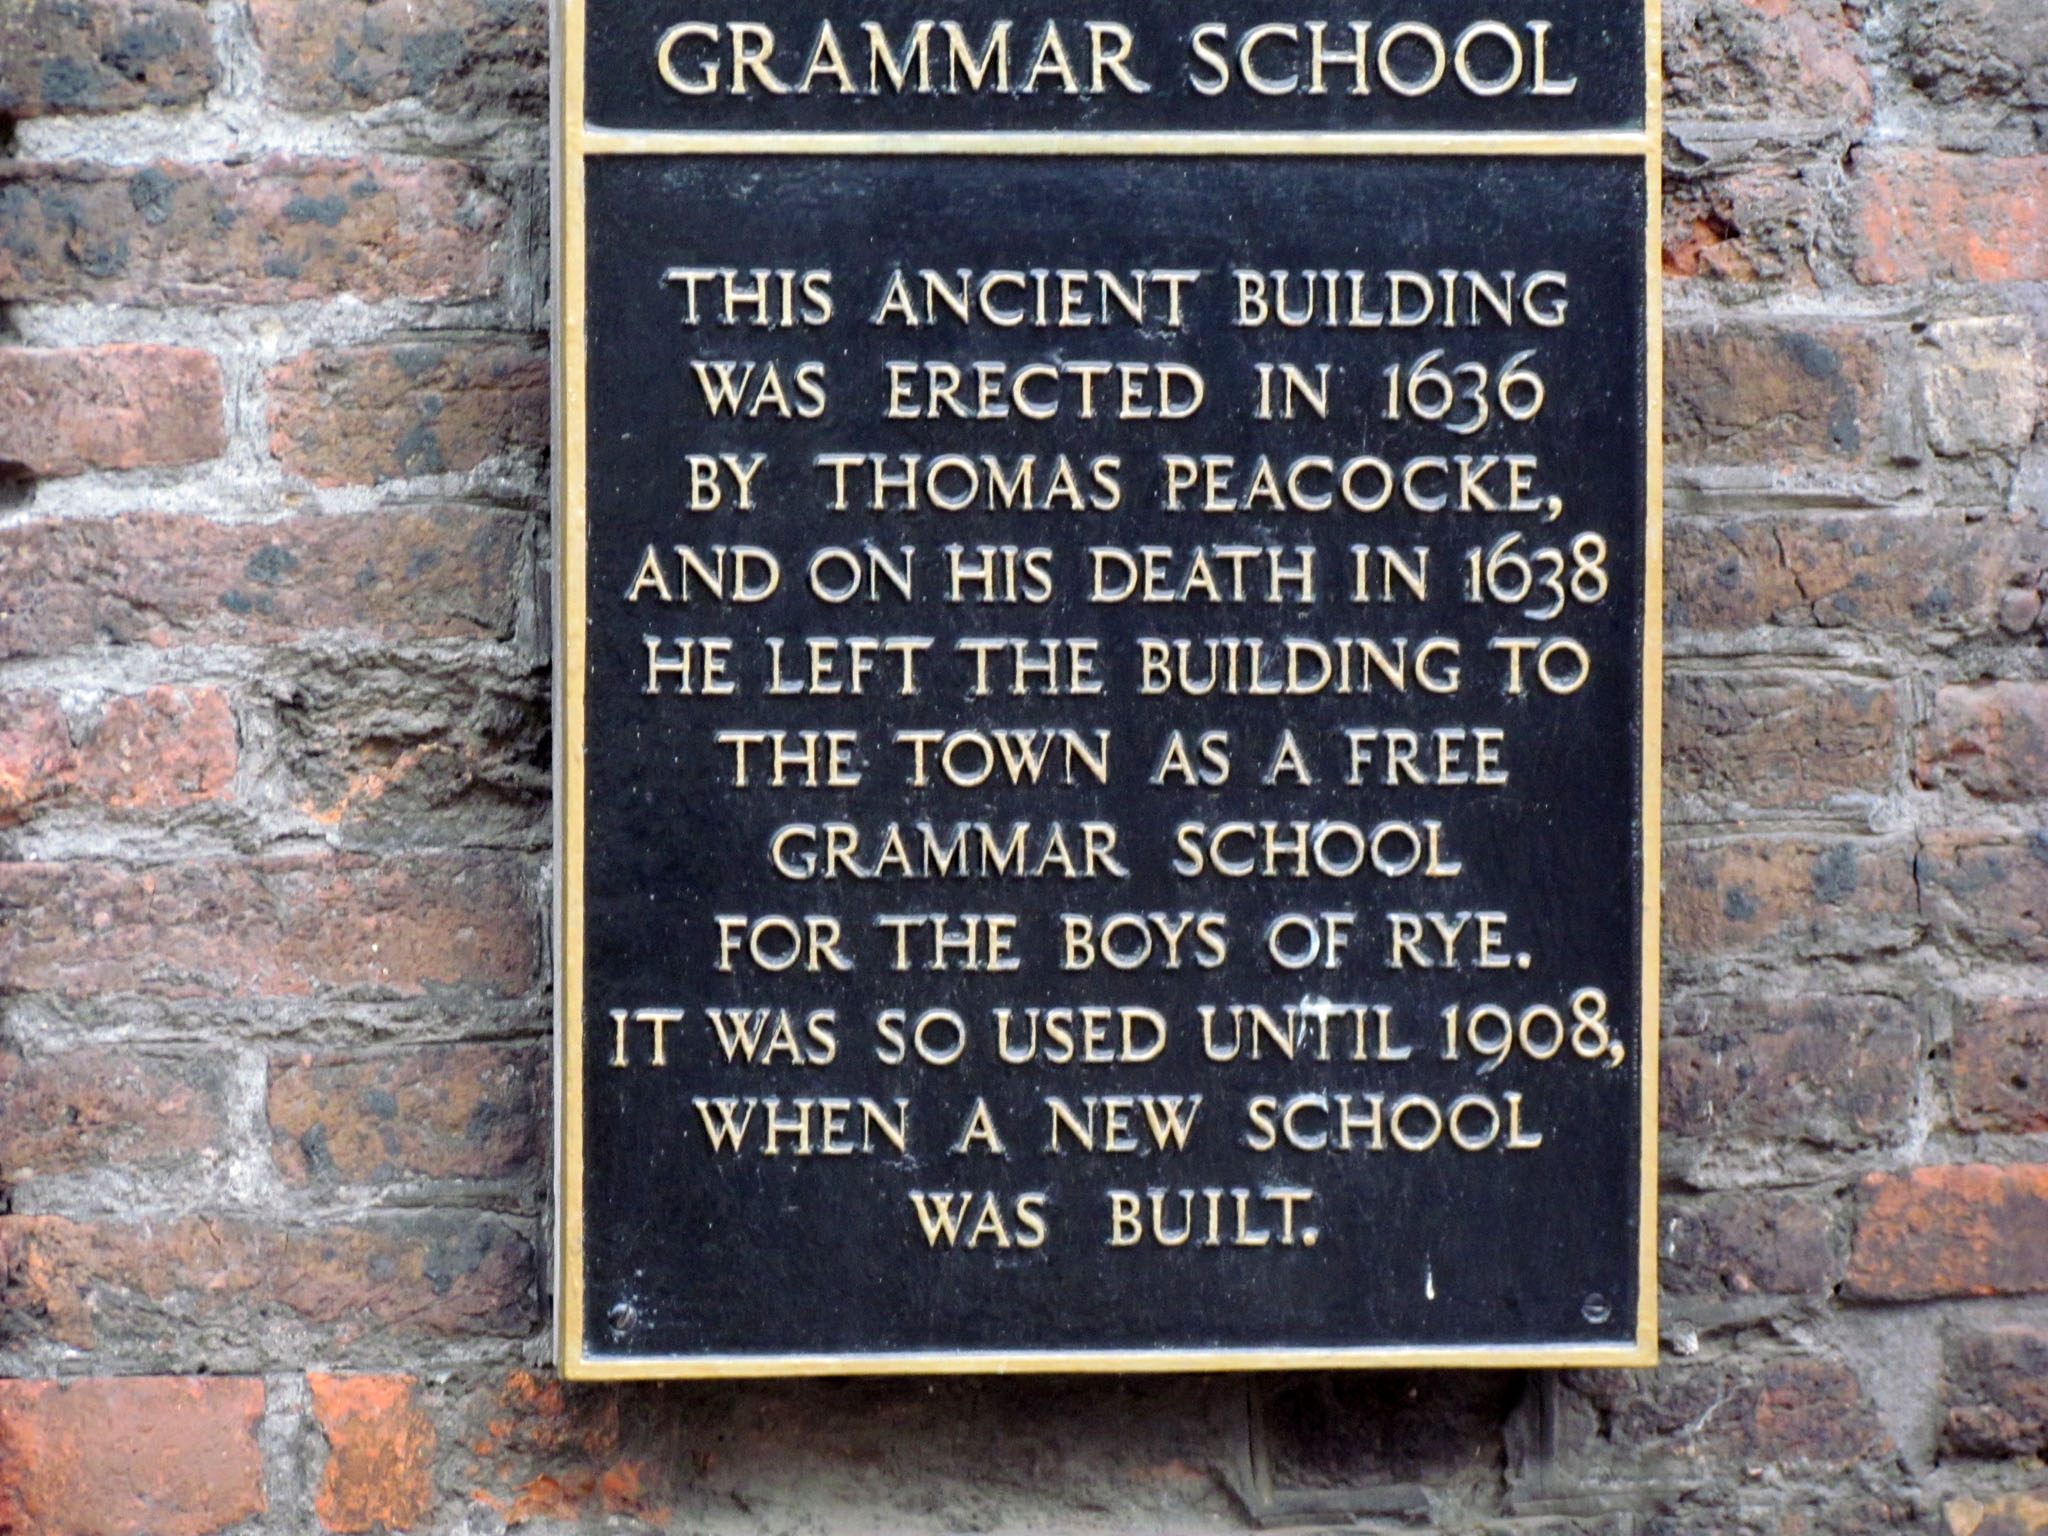 GRAMMAR SCHOOL
THIS ANCIENT BUILDING
WAS ERECTED IN 1636
BY THOMAS PEACOCKE,
AND ON HIS DEATH IN 1638
HE LEFT THE BUILDING TO
THE TOWN AS A FREE
GRAMMAR SCHOOL
FOR THE BOYS OF RYE.
IT WAS SO USED UNTIL 1908,
WHEN A NEW SCHOOL
WAS BUILT.